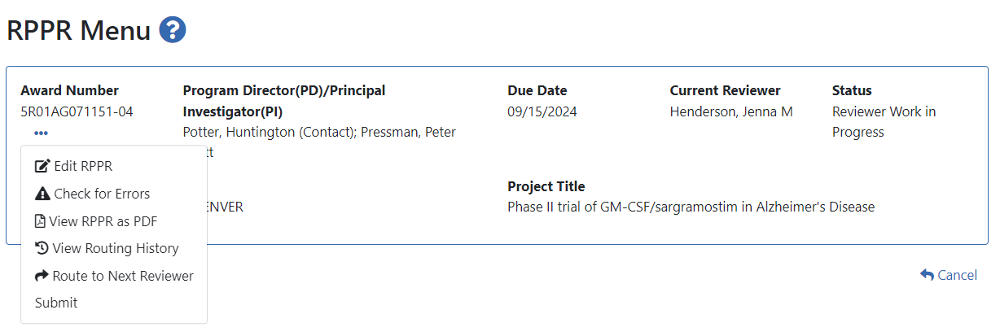 RPPR Menu
Award Number
5R01AG071151-04
Program Director(PD)/Principal
Investigator(PI)
Potter, Huntington (Contact); Pressman, Peter
Due Date
09/15/2024
Current Reviewer
Henderson, Jenna M
Status
Reviewer Work in
Progress
Edit RPPR
Check for Errors
View RPPR as PDF
View Routing History
Route to Next Reviewer
Submit
Project Title
Phase II trial of GM-CSF/sargramostim in Alzheimer's Disease
Cancel